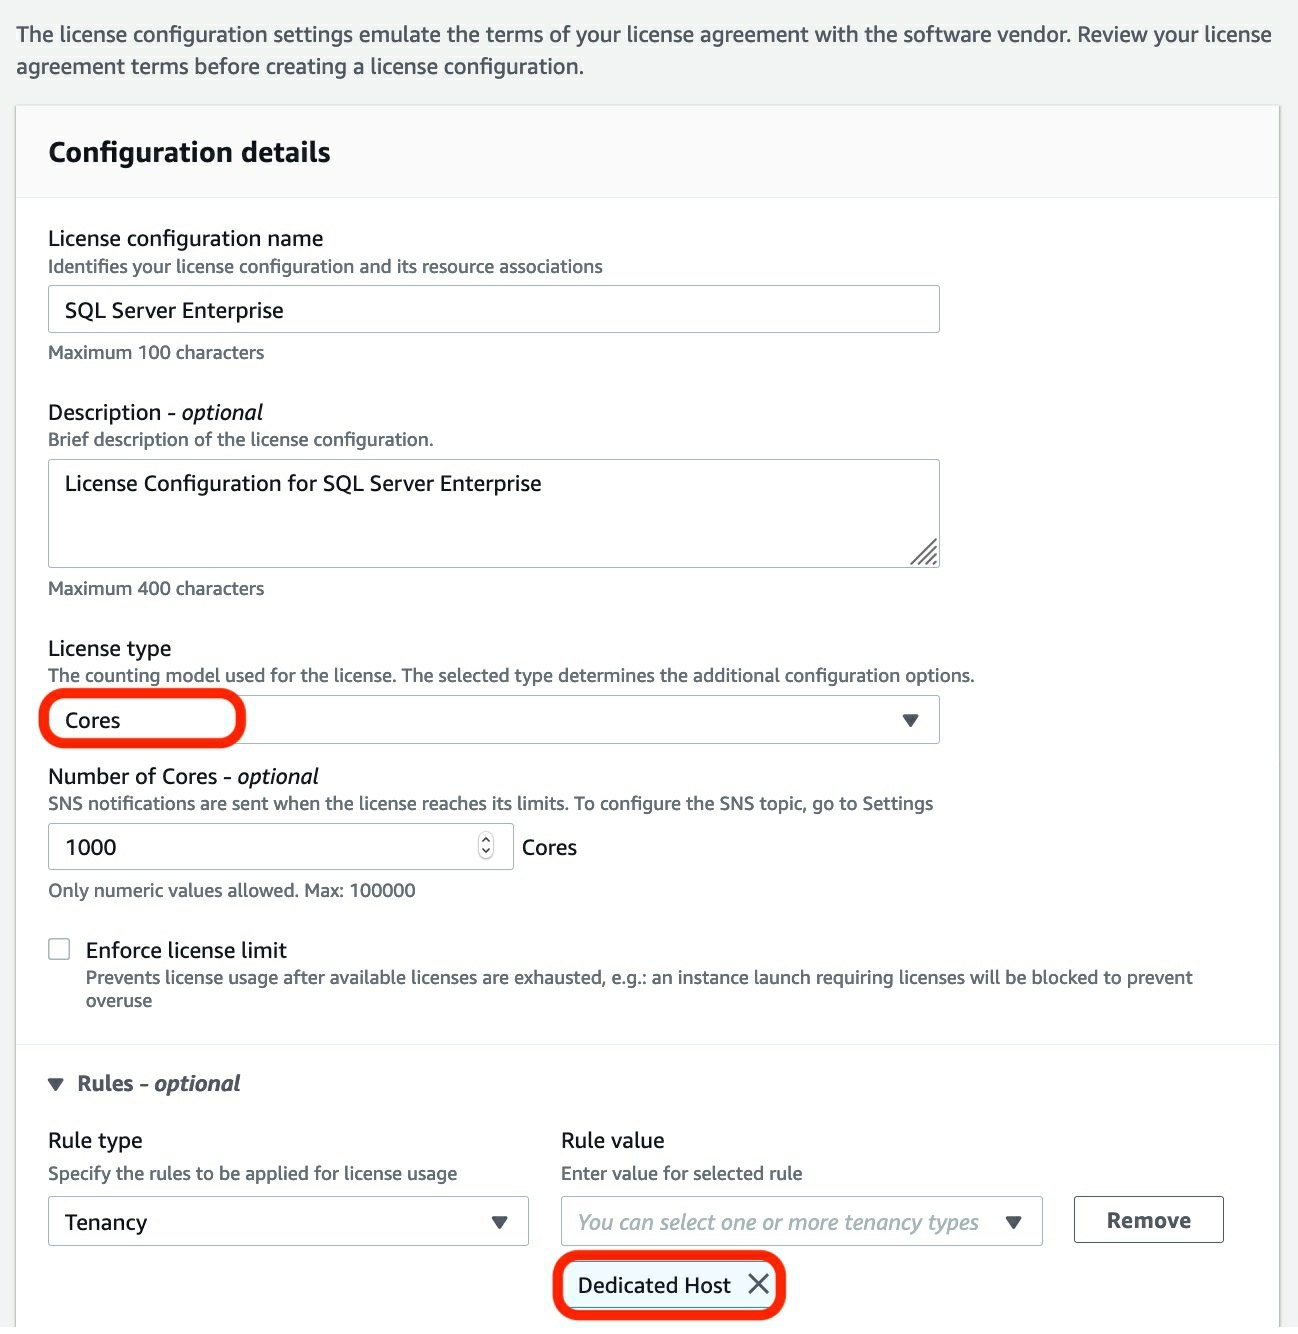 The license configuration settings emulate the terms of your license agreement with the software vendor. Review your license
agreement terms before creating a license configuration.
Configuration details
License configuration name
Identifies your license configuration and its resource associations
SQL Server Enterprise
Maximum 100 characters
Description - optional
Brief description of the license configuration.
License Configuration for SQL Server Enterprise
Maximum 400 characters
License type
The counting model used for the license. The selected type determines the additional configuration options.
Cores
Number of Cores - optional
SNS notifications are sent when the license reaches its limits. To configure the SNS topic, go to Settings
1000 Cores
Only numeric values allowed. Max: 100000
Enforce license limit
Prevents license usage after available licenses are exhausted, e.g.: an instance launch requiring licenses will be blocked to prevent
overuse
Rules - optional
Rule type
Specify the rules to be applied for license usage
Tenancy
Rule value
Enter value for selected rule
You can select one or more tenancy types
Remove
Dedicated Host